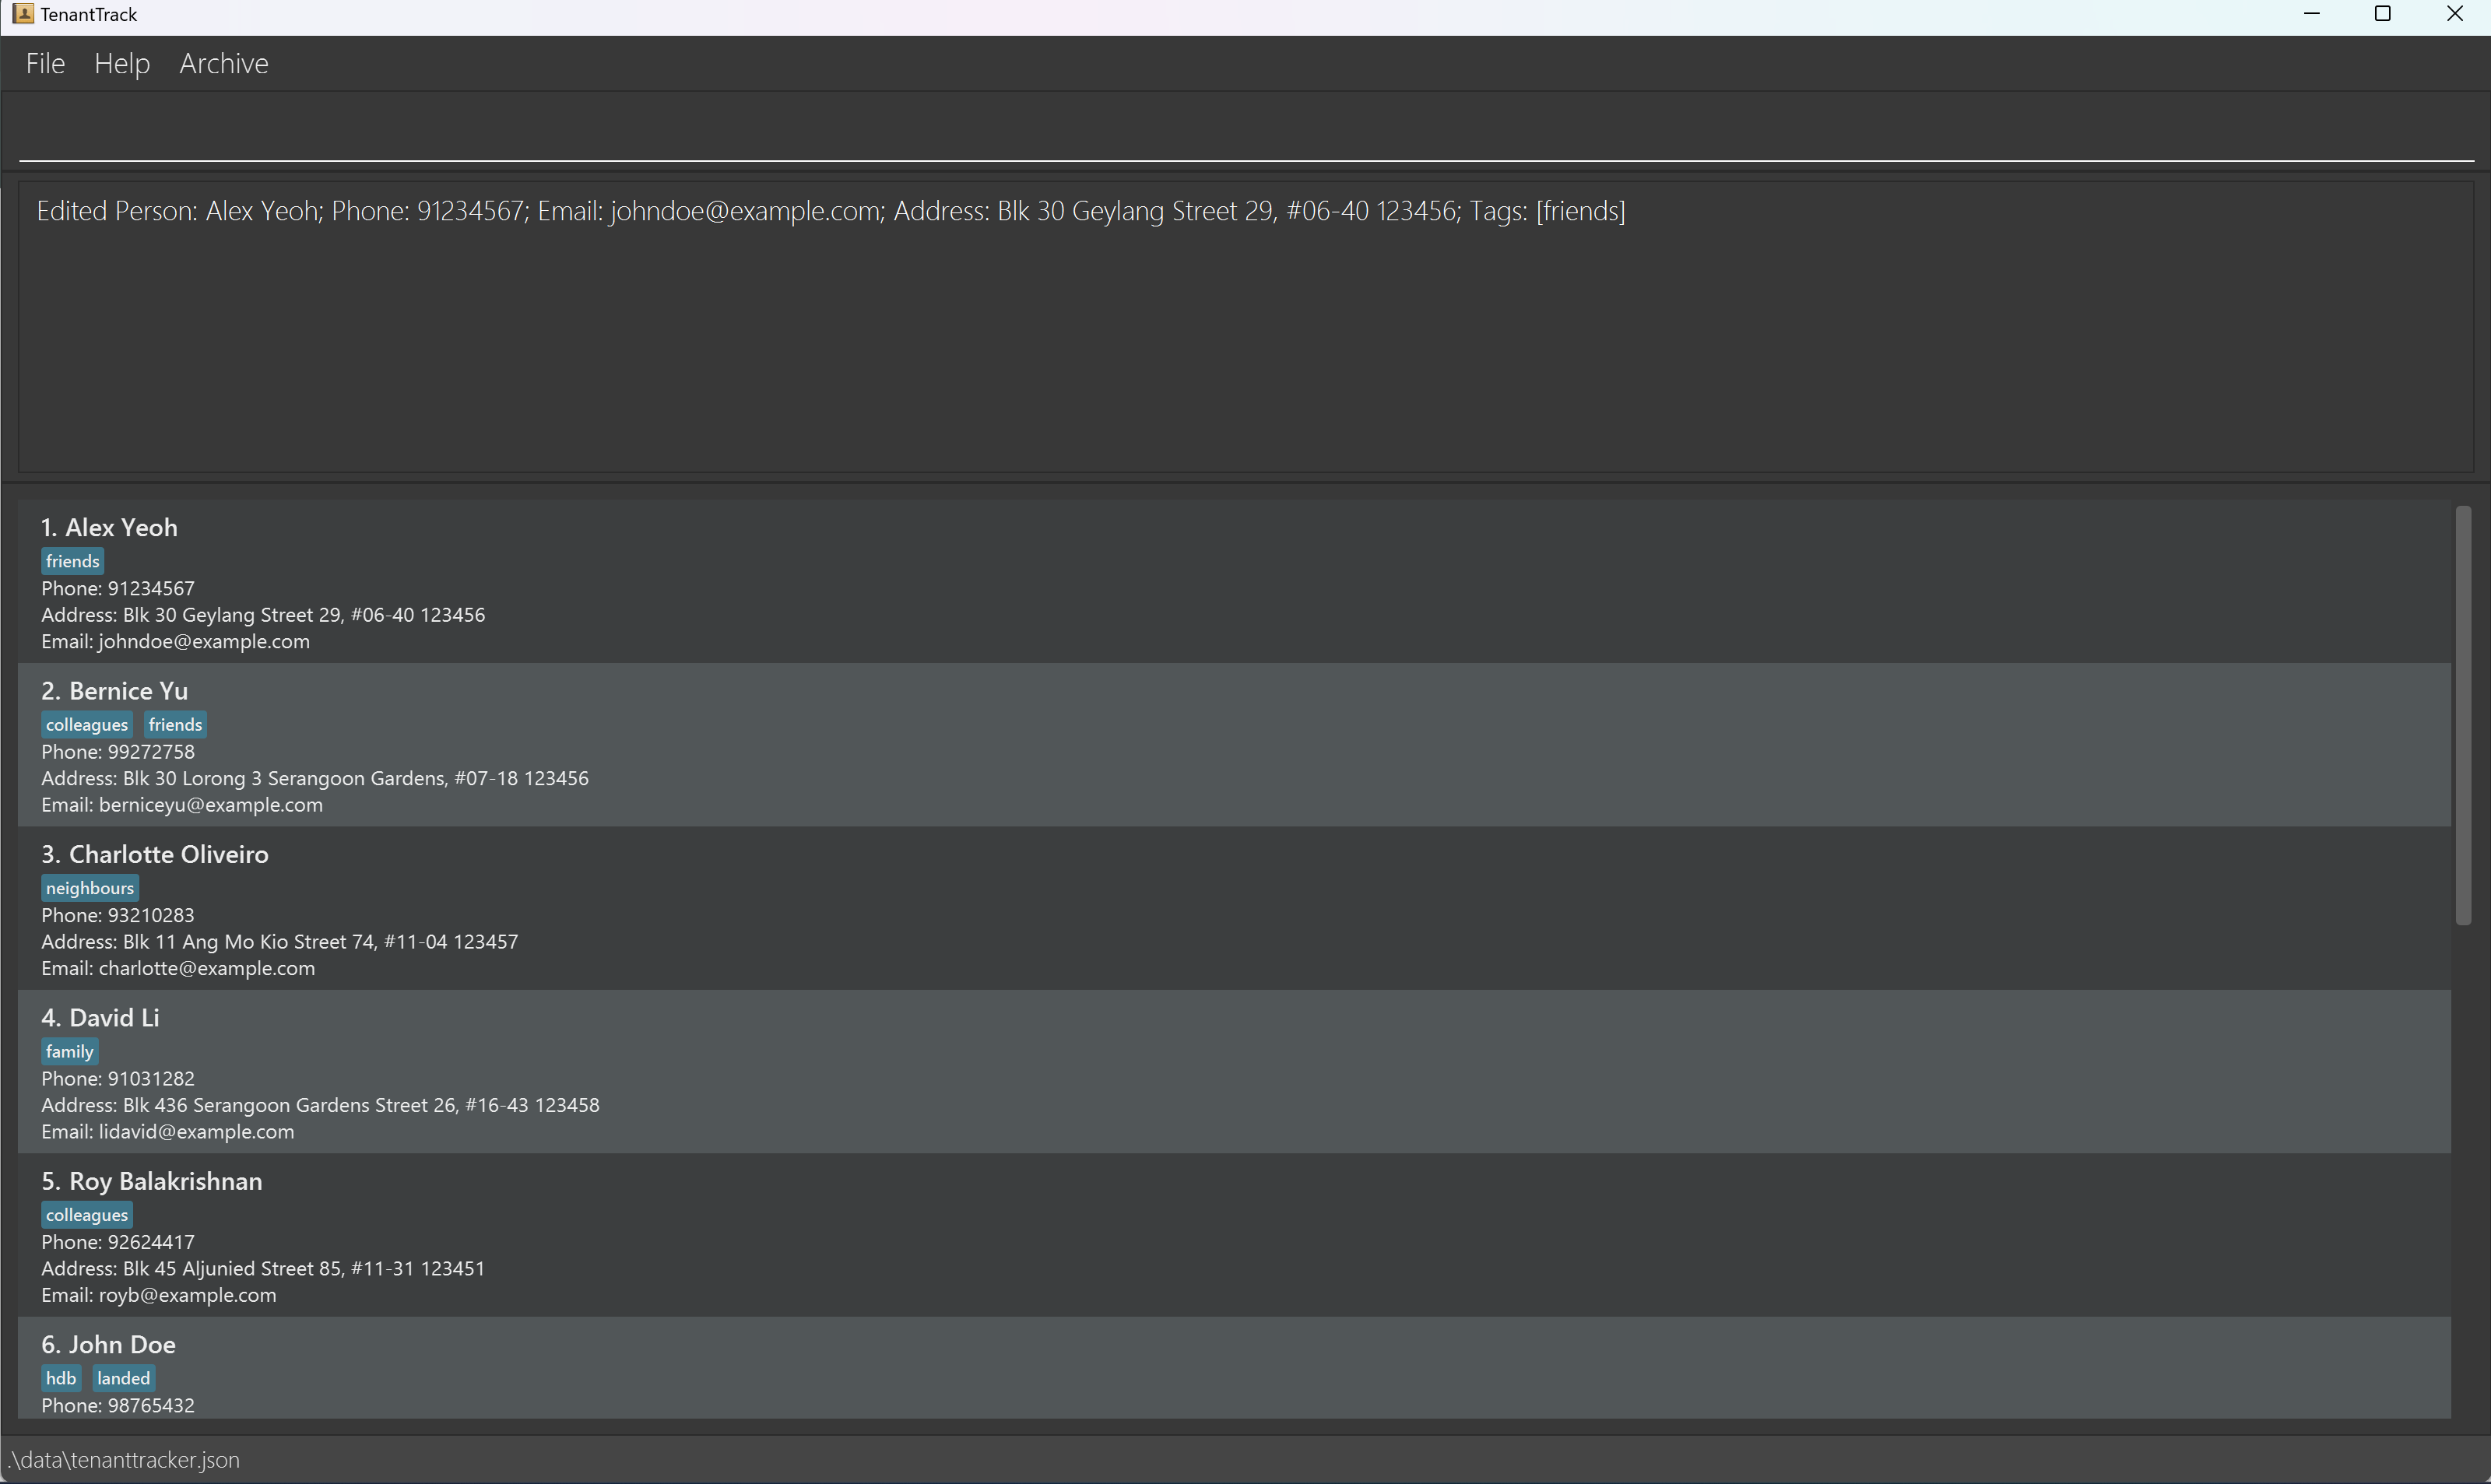 TenantTrack
File Help Archive
Edited Person: Alex Yeoh; Phone: 91234567; Email: johndoe@example.com; Address: Blk 30 Geylang Street 29, #06-40 123456; Tags: [friends]
1. Alex Yeoh
friends
Phone: 91234567
Address: Blk 30 Geylang Street 29, #06-40 123456
Email: johndoe@example.com
2. Bernice Yu
colleagues friends
Phone: 99272758
Address: Blk 30 Lorong 3 Serangoon Gardens, #07-18 123456
Email: berniceyu@example.com
3. Charlotte Oliveiro
neighbours
Phone: 93210283
Address: Blk 11 Ang Mo Kio Street 74, #11-04 123457
Email: charlotte@example.com
4. David Li
family
Phone: 91031282
Address: Blk 436 Serangoon Gardens Street 26, #16-43 123458
Email: lidavid@example.com
5. Roy Balakrishnan
colleagues
Phone: 92624417
Address: Blk 45 Aljunied Street 85, #11-31 123451
Email: royb@example.com
6. John Doe
hdb landed
Phone: 98765432
.\data\tenanttracker.json